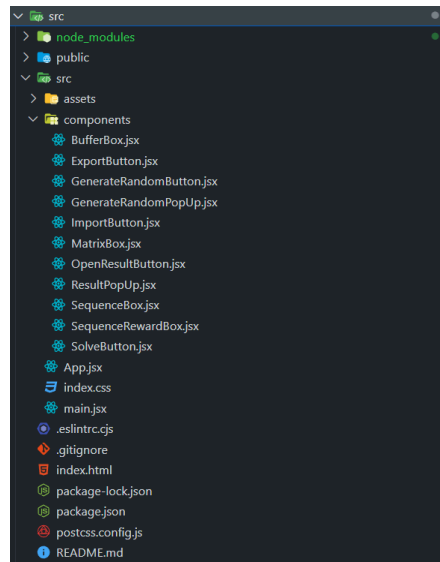 src
node_modules
public
src
assets
components
BufferBox.jsx
ExportButton.jsx
GenerateRandomButton.jsx
GenerateRandomPopUp.jsx
ImportButton.jsx
MatrixBox.jsx
OpenResultButton.jsx
ResultPopUp.jsx
SequenceBox.jsx
SequenceRewardBox.jsx
SolveButton.jsx
App.jsx
index.css
main.jsx
.eslintrc.cjs
.gitignore
index.html
package-lock.json
package.json
postcss.config.js
README.md